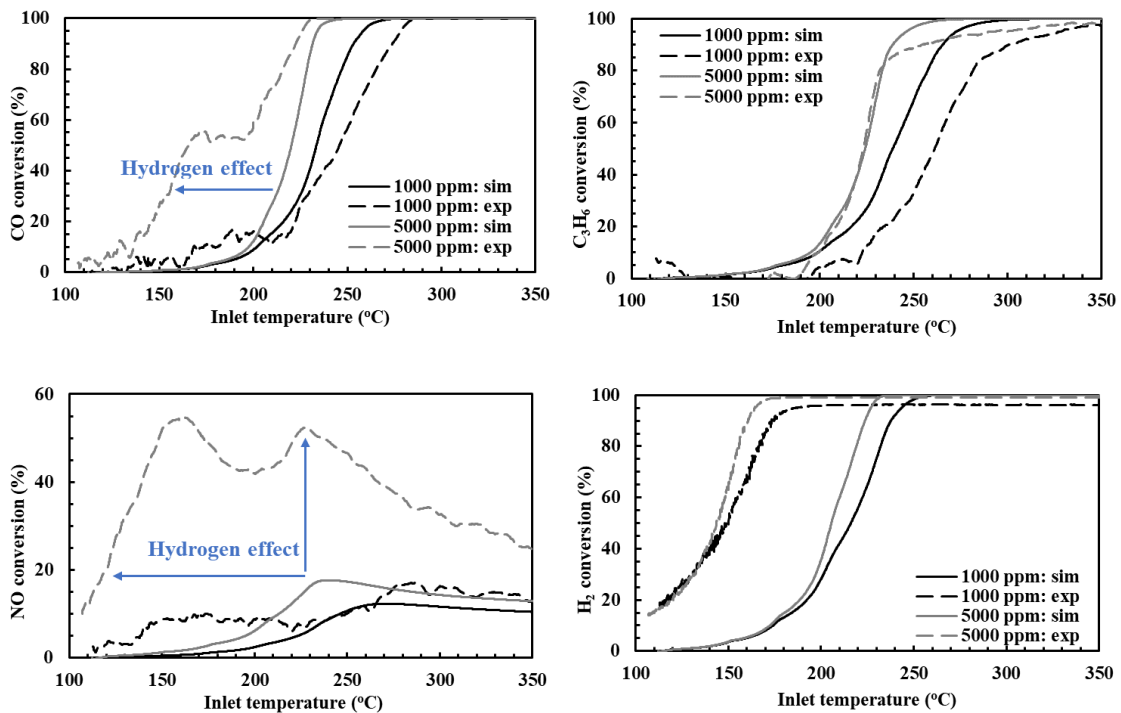 CO conversion (%)
100
80
60
40
20
0
Hydrogen effect
1000 ppm: sim
1000 ppm: exp
5000 ppm: sim
5000 ppm: exp
100 150 200 250 300 350
Inlet temperature (ºC)
C3H6 conversion (%)
100
80
60
40
20
0
1000 ppm: sim
1000 ppm: exp
5000 ppm: sim
5000 ppm: exp
100 150 200 250 300 350
Inlet temperature (ºC)
NO conversion (%)
60
40
20
0
Hydrogen effect
100 150 200 250 300 350
Inlet temperature (ºC)
H2 conversion (%)
100
80
60
40
20
0
1000 ppm: sim
1000 ppm: exp
5000 ppm: sim
5000 ppm: exp
100 150 200 250 300 350
Inlet temperature (ºC)